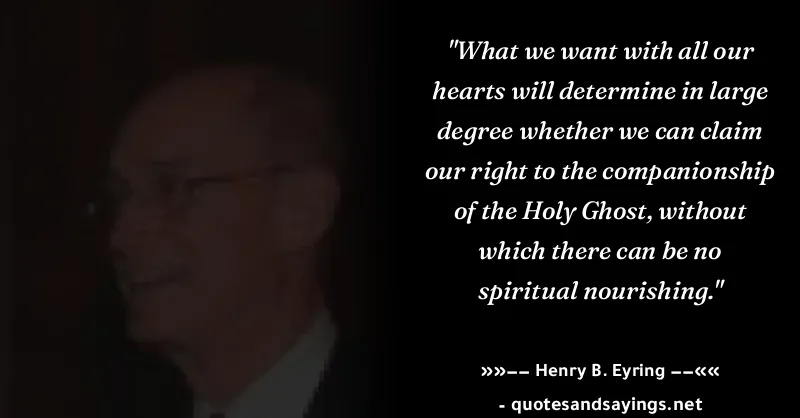 "What we want with all our
hearts will determine in large
degree whether we can claim
our right to the companionship
of the Holy Ghost, without
which there can be no
spiritual nourishing."
»»−− Henry B. Eyring −−««
- quotesandsayings.net